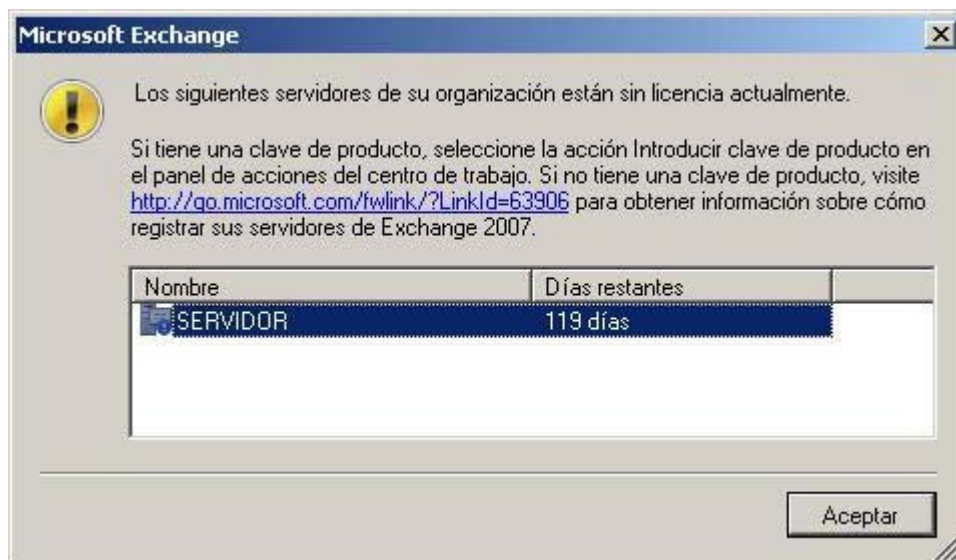 Microsoft Exchange
Los siguientes servidores de su organización están sin licencia actualmente.
Si tiene una clave de producto, seleccione la acción Introducir clave de producto en
el panel de acciones del centro de trabajo. Si no tiene una clave de producto, visite
http://go.microsoft.com/fwlink/?LinkId=63906 para obtener información sobre cómo
registrar sus servidores de Exchange 2007.
Nombre Días restantes
SERVIDOR 119 días
Aceptar